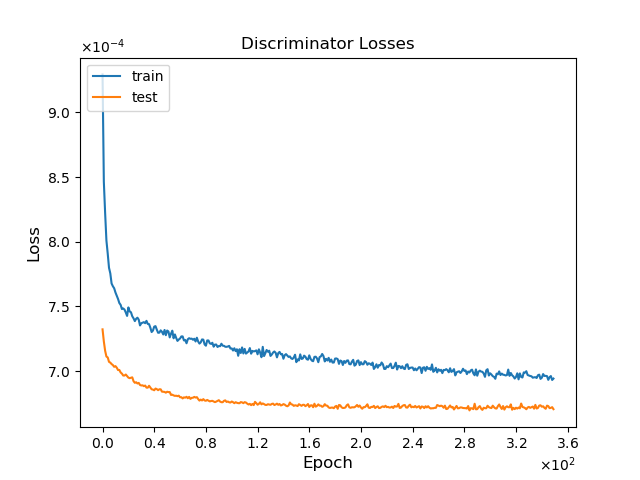 Discriminator Losses
×10⁻⁴
train
test
9.0
8.5
8.0
7.5
7.0
Loss
0.0 0.4 0.8 1.2 1.6 2.0 2.4 2.8 3.2 3.6
Epoch
×10²